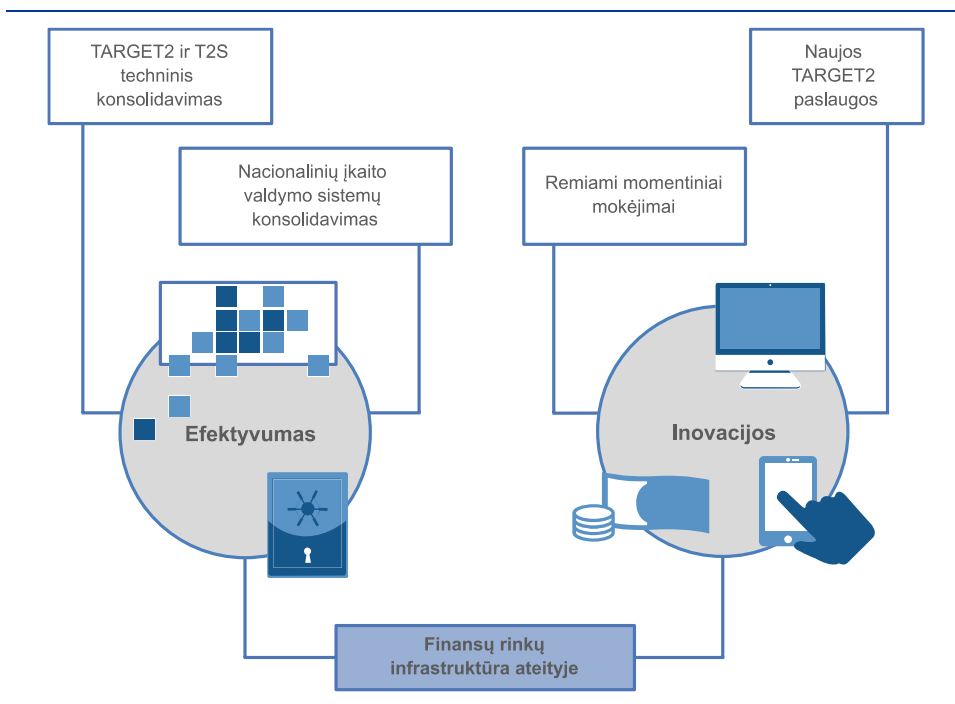 TARGET2 ir T2S
techninis
konsolidavimas
Naujos
TARGET2
paslaugos
Nacionalinių įkaito
valdymo sistemų
konsolidavimas
Remiami momentiniai
mokėjimai
Efektyvumas
Inovacijos
Finansų rinkų
infrastruktūra ateityje